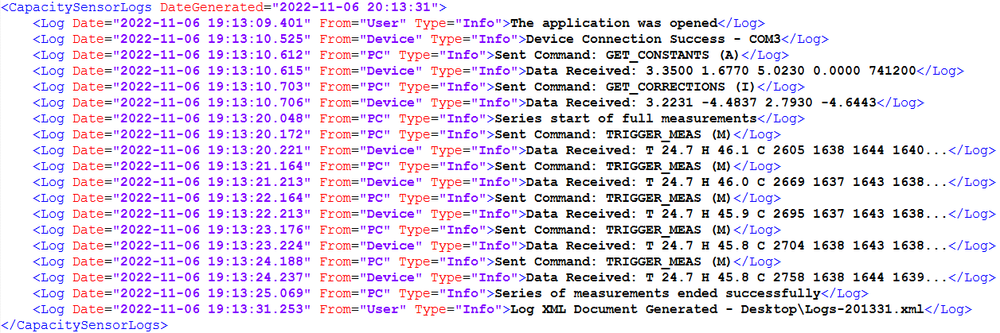 <CapacitySensorLogs DateGenerated="2022-11-06 20:13:31">
<Log Date="2022-11-06 19:13:09.401" From="User" Type="Info">The application was opened</Log>
<Log Date="2022-11-06 19:13:10.525" From="Device" Type="Info">Device Connection Success - COM3</Log>
<Log Date="2022-11-06 19:13:10.612" From="PC" Type="Info">Sent Command: GET_CONSTANTS (A)</Log>
<Log Date="2022-11-06 19:13:10.615" From="Device" Type="Info">Data Received: 3.3500 1.6770 5.0230 0.0000 741200</Log>
<Log Date="2022-11-06 19:13:10.703" From="PC" Type="Info">Sent Command: GET_CORRECTIONS (I)</Log>
<Log Date="2022-11-06 19:13:10.706" From="Device" Type="Info">Data Received: 3.2231 -4.4837 2.7930 -4.6443</Log>
<Log Date="2022-11-06 19:13:20.048" From="PC" Type="Info">Series start of full measurements</Log>
<Log Date="2022-11-06 19:13:20.172" From="PC" Type="Info">Sent Command: TRIGGER_MEAS (M)</Log>
<Log Date="2022-11-06 19:13:20.221" From="Device" Type="Info">Data Received: T 24.7 H 46.1 C 2605 1638 1644 1640...</Log>
<Log Date="2022-11-06 19:13:21.164" From="PC" Type="Info">Sent Command: TRIGGER_MEAS (M)</Log>
<Log Date="2022-11-06 19:13:21.213" From="Device" Type="Info">Data Received: T 24.7 H 46.0 C 2669 1637 1643 1638...</Log>
<Log Date="2022-11-06 19:13:22.164" From="PC" Type="Info">Sent Command: TRIGGER_MEAS (M)</Log>
<Log Date="2022-11-06 19:13:22.213" From="Device" Type="Info">Data Received: T 24.7 H 45.9 C 2695 1637 1643 1638...</Log>
<Log Date="2022-11-06 19:13:23.176" From="PC" Type="Info">Sent Command: TRIGGER_MEAS (M)</Log>
<Log Date="2022-11-06 19:13:23.224" From="Device" Type="Info">Data Received: T 24.7 H 45.8 C 2704 1638 1643 1638...</Log>
<Log Date="2022-11-06 19:13:24.188" From="PC" Type="Info">Sent Command: TRIGGER_MEAS (M)</Log>
<Log Date="2022-11-06 19:13:24.237" From="Device" Type="Info">Data Received: T 24.7 H 45.8 C 2758 1638 1644 1639...</Log>
<Log Date="2022-11-06 19:13:25.069" From="PC" Type="Info">Series of measurements ended successfully</Log>
<Log Date="2022-11-06 19:13:31.253" From="User" Type="Info">Log XML Document Generated - Desktop\Logs-201331.xml</Log>
</CapacitySensorLogs>